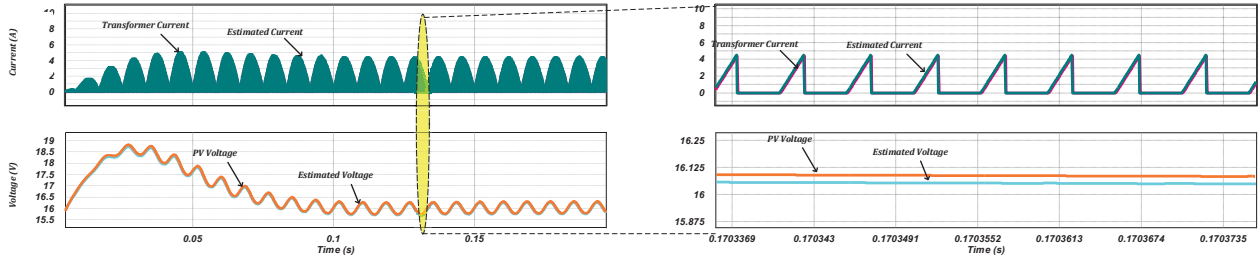 10
8
6
4
2
0
Current (A)
Transformer Current
Estimated Current
19
18.5
18
17.5
17
16.5
16
15.5
Voltage (V)
PV Voltage
Estimated Voltage
0.05
0.1
0.15
Time (s)
10
8
6
4
2
0
Transformer Current
Estimated Current
16.25
16.125
16
15.875
PV Voltage
Estimated Voltage
0.1703369
0.170343
0.1703491
0.1703552
0.1703613
0.1703674
0.1703735
Time (s)